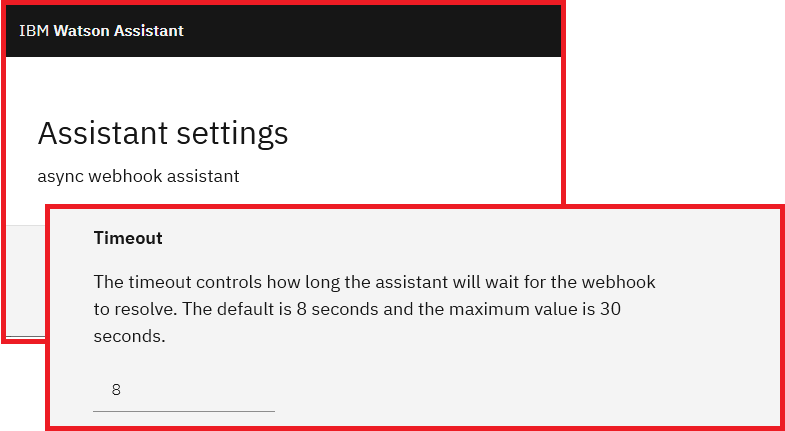 IBM Watson Assistant
Assistant settings
async webhook assistant
Timeout
The timeout controls how long the assistant will wait for the webhook
to resolve. The default is 8 seconds and the maximum value is 30
seconds.
8